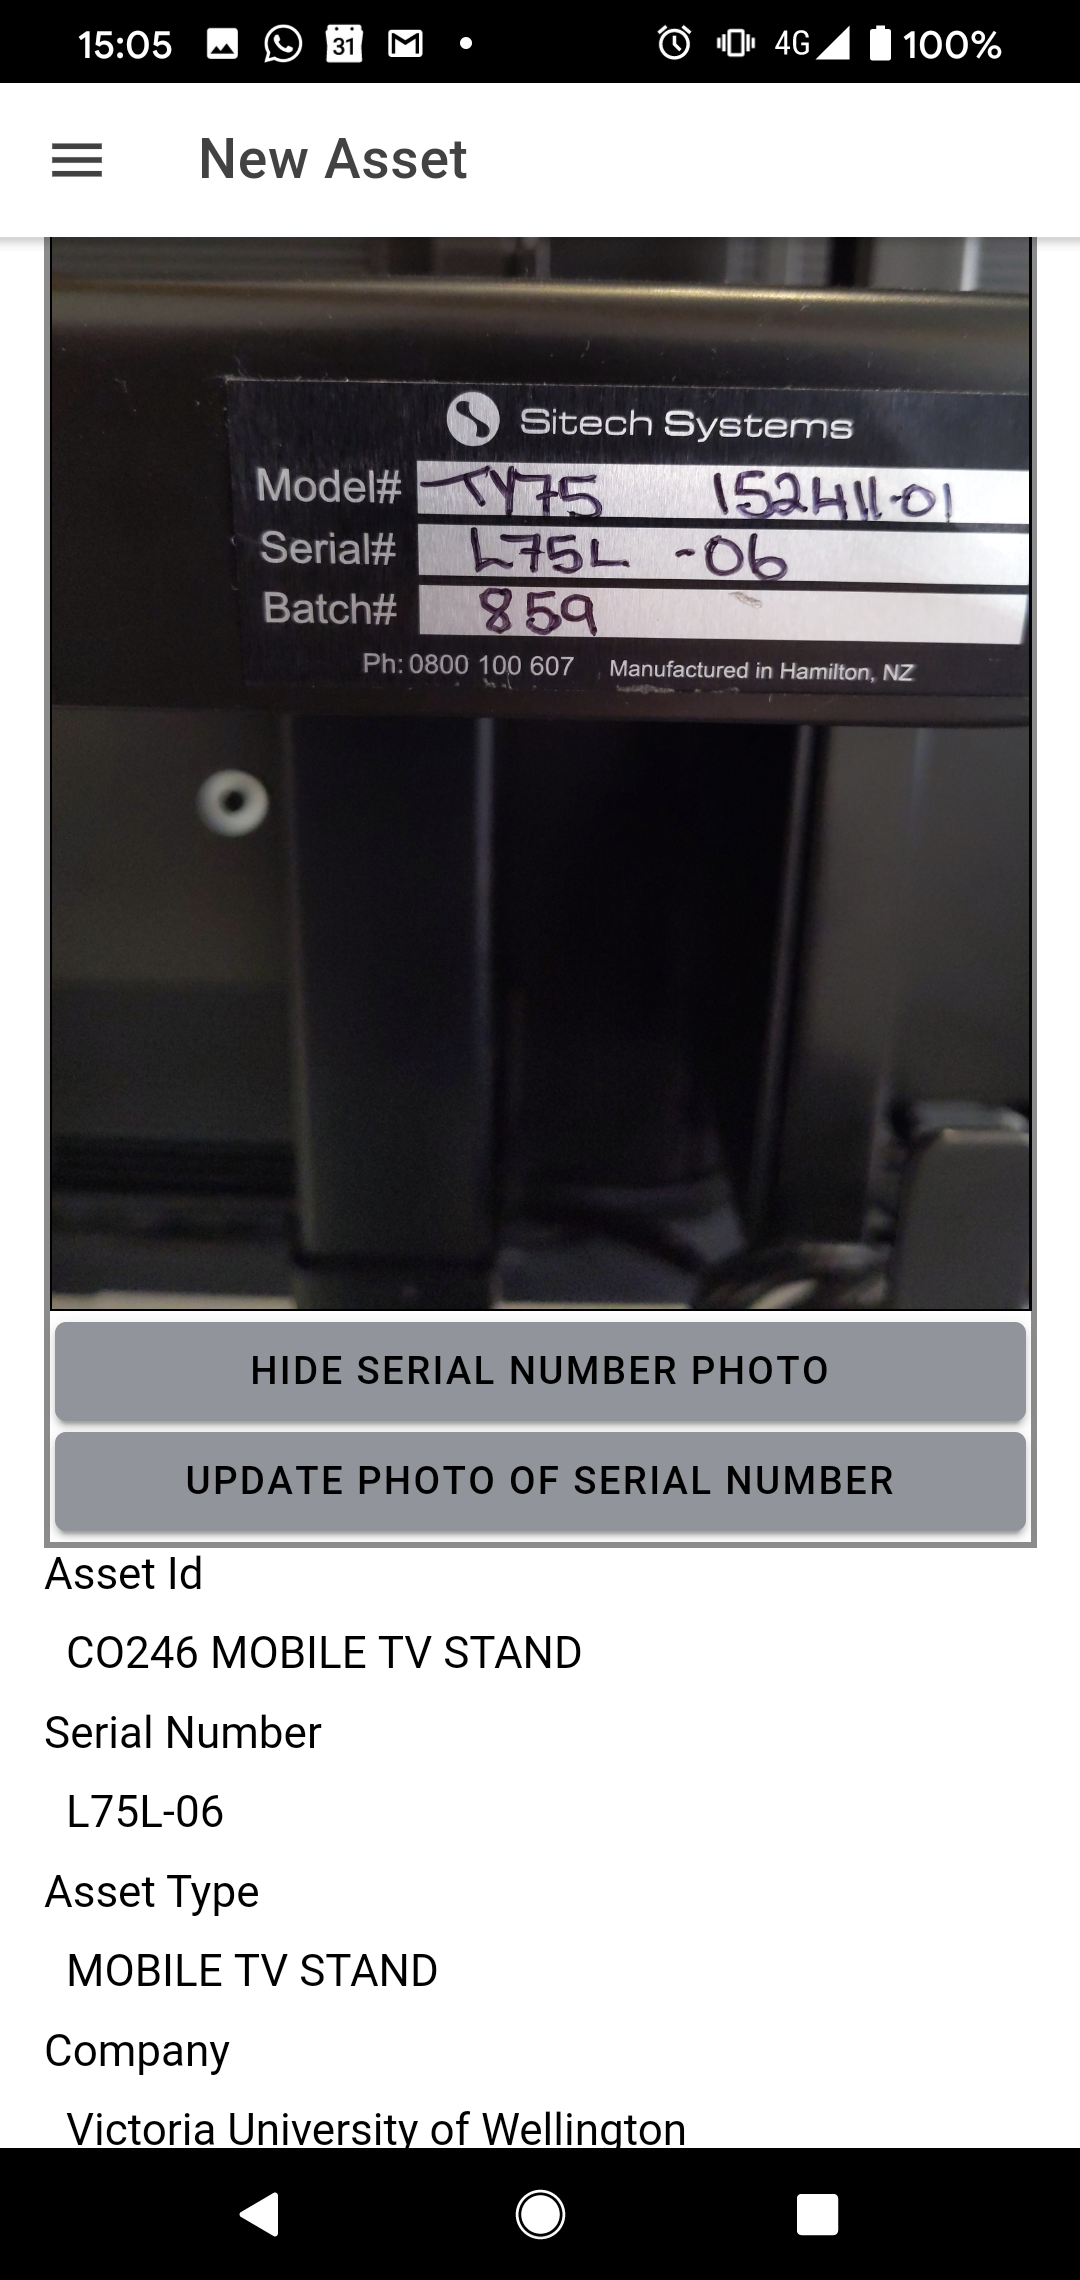 15:05 31 4G 100%
New Asset
Sitech Systems
Model# TY75 152411-01
Serial# L75L -06
Batch# 859
Ph: 0800 100 607 Manufactured in Hamilton, NZ
HIDE SERIAL NUMBER PHOTO
UPDATE PHOTO OF SERIAL NUMBER
Asset Id
CO246 MOBILE TV STAND
Serial Number
L75L-06
Asset Type
MOBILE TV STAND
Company
Victoria University of Wellington